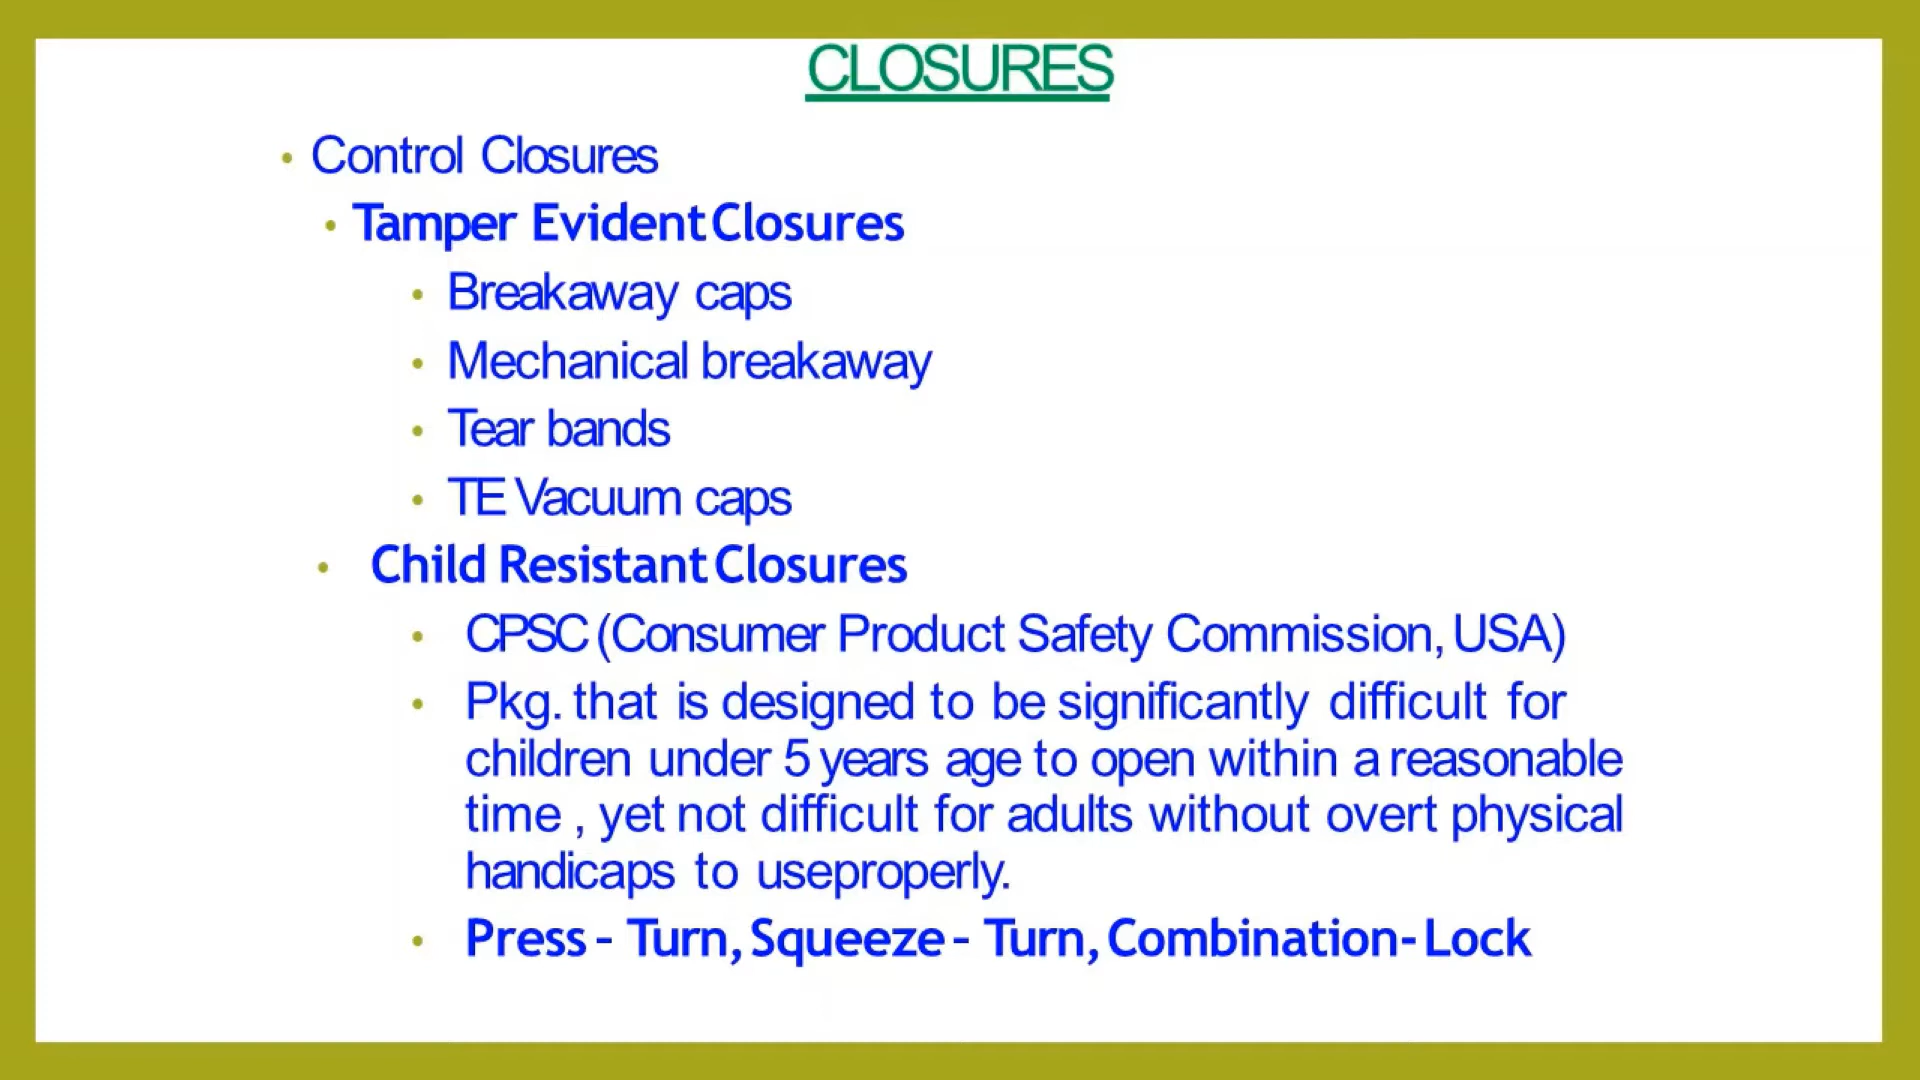 CLOSURES
• Control Closures
• Tamper Evident Closures
• Breakaway caps
• Mechanical breakaway
• Tear bands
• TE Vacuum caps
• Child Resistant Closures
• CPSC (Consumer Product Safety Commission, USA)
• Pkg. that is designed to be significantly difficult for
children under 5 years age to open within a reasonable
time , yet not difficult for adults without overt physical
handicaps to useproperly.
• Press – Turn, Squeeze – Turn, Combination- Lock